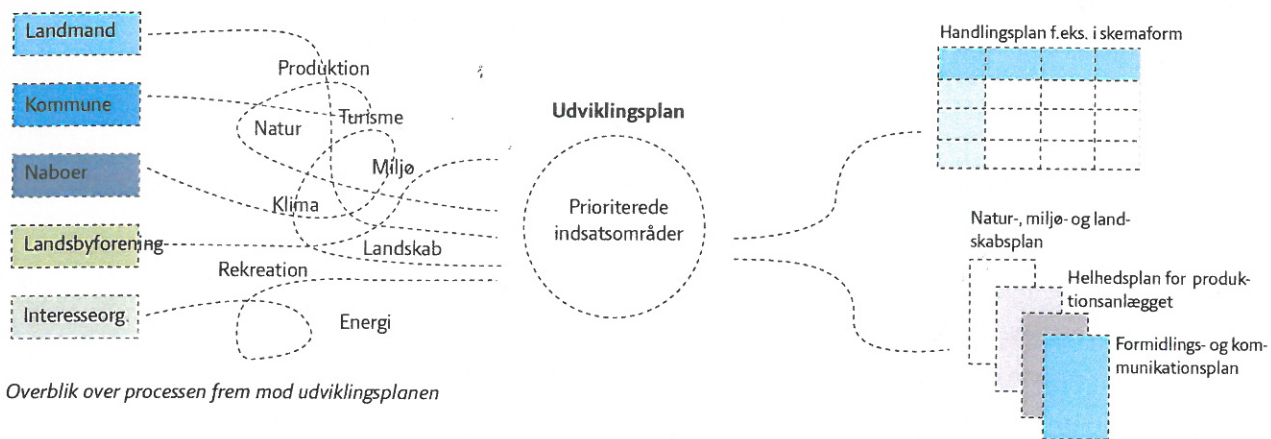 Landmand
Kommune
Naboer
Landsbyforening
Interesseorg.
Produktion
Turisme
Natur
Miljø
Klima
Landskab
Rekreation
Energi
Udviklingsplan
Prioriterede
indsatsområder
Handlingsplan f.eks. i skemaform
Natur-, miljø- og land-
skabsplan
Helhedsplan for produk-
tionsanlægget
Formidlings- og kom-
munikationsplan
Overblik over processen frem mod udviklingsplanen